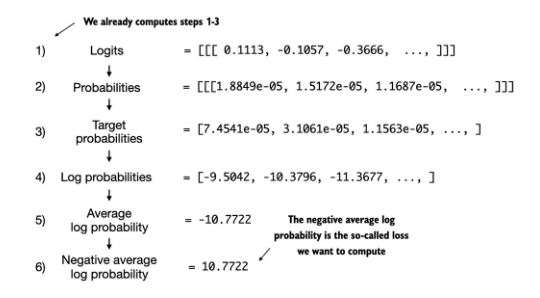 We already computes steps 1-3
1) Logits = [[[ 0.1113, -0.1057, -0.3666, ..., ]]]
2) Probabilities = [[[1.8849e-05, 1.5172e-05, 1.1687e-05, ..., ]]]
3) Target
probabilities = [7.4541e-05, 3.1061e-05, 1.1563e-05, ..., ]
4) Log probabilities = [-9.5042, -10.3796, -11.3677, ..., ]
5) Average
log probability = -10.7722
The negative average log
probability is the so-called loss
we want to compute
6) Negative average
log probability = 10.7722